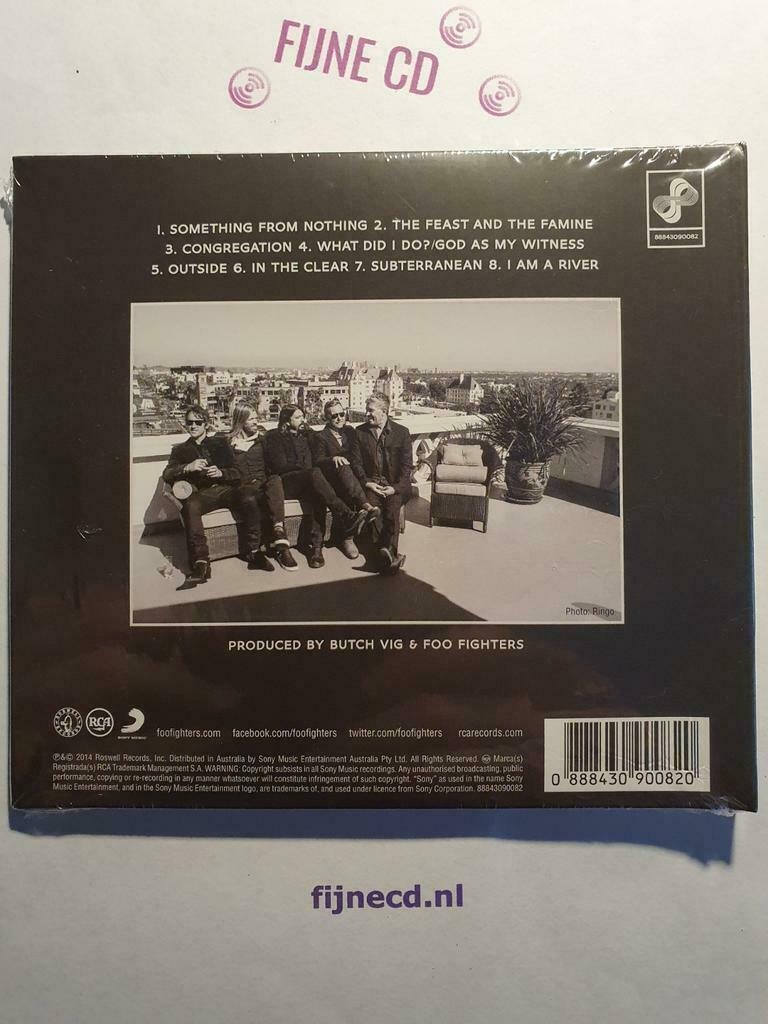 FIJNE CD
1. SOMETHING FROM NOTHING 2. THE FEAST AND THE FAMINE
3. CONGREGATION 4. WHAT DID I DO?/GOD AS MY WITNESS
5. OUTSIDE 6. IN THE CLEAR 7. SUBTERRANEAN 8. I AM A RIVER
88843090082
Photo: Ringo
PRODUCED BY BUTCH VIG & FOO FIGHTERS
RCA
SONY MUSIC
foofighters.com facebook.com/foofighters twitter.com/foofighters rcarecords.com
℗&© 2014 Roswell Records, Inc. Distributed in Australia by Sony Music Entertainment Australia Pty Ltd. All Rights Reserved. Marca(s)
Registrada(s) RCA Trademark Management S.A. WARNING: Copyright subsists in all Sony Music recordings. Any unauthorised broadcasting, public
performance, copying or re-recording in any manner whatsoever will constitute infringement of such copyright. "Sony" as used in the name Sony
Music Entertainment, and in the Sony Music Entertainment logo, are trademarks of, and used under licence from Sony Corporation. 88843090082
0 888430 900820
fijnecd.nl